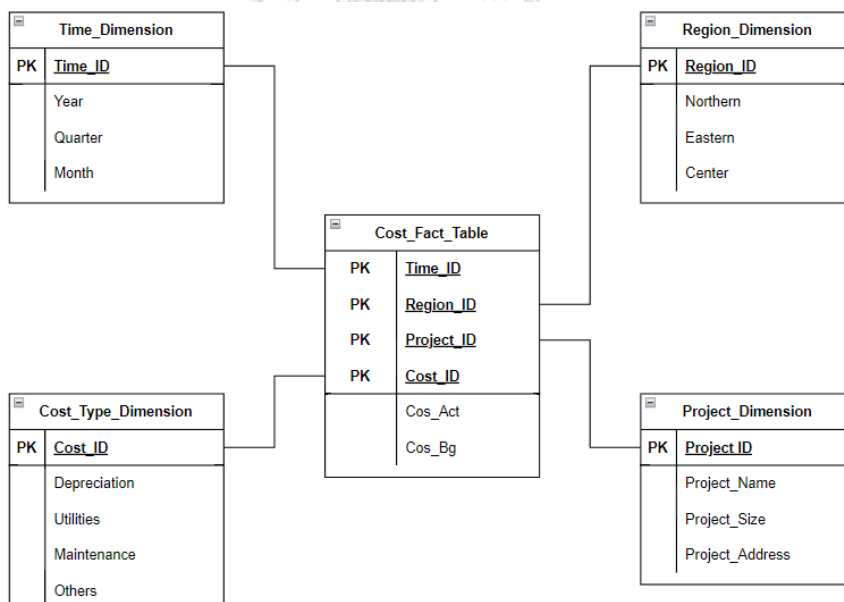 Time_Dimension
PK Time_ID
Year
Quarter
Month
Region_Dimension
PK Region_ID
Northern
Eastern
Center
Cost_Fact_Table
PK Time_ID
PK Region_ID
PK Project_ID
PK Cost_ID
Cos_Act
Cos_Bg
Cost_Type_Dimension
PK Cost_ID
Depreciation
Utilities
Maintenance
Others
Project_Dimension
PK Project ID
Project_Name
Project_Size
Project_Address